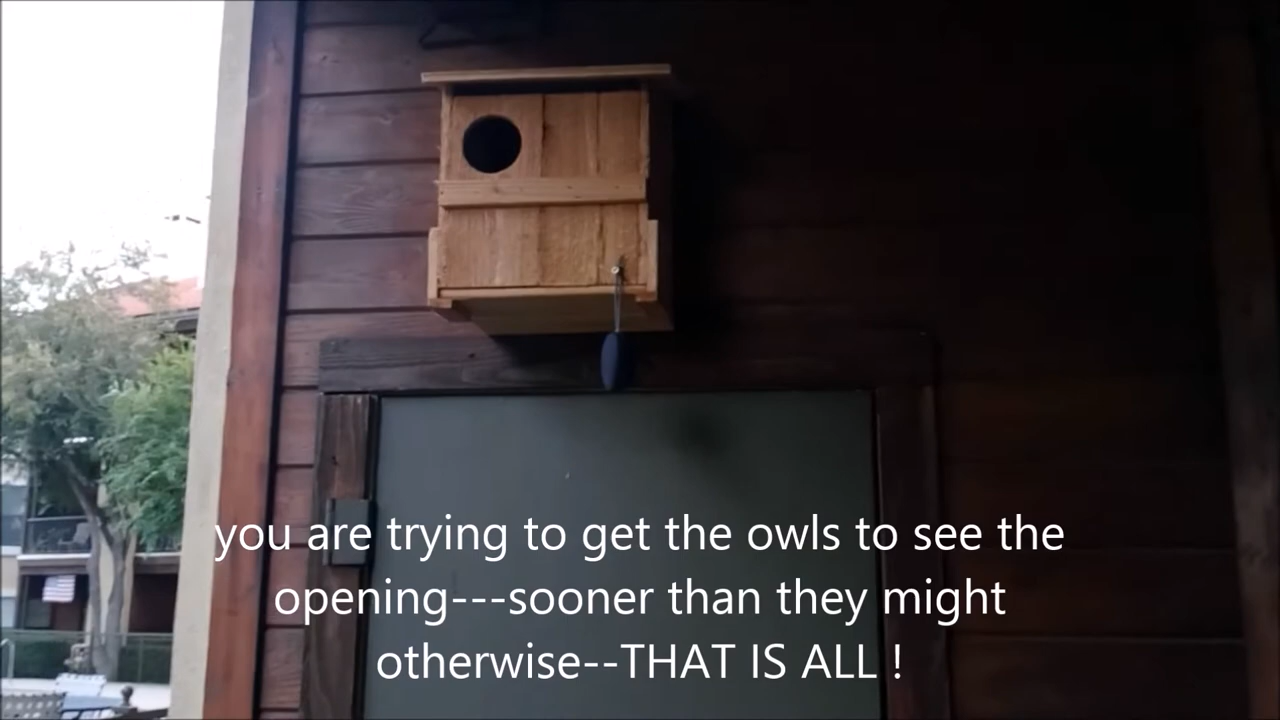 you are trying to get the owls to see the
opening---sooner than they might
otherwise--THAT IS ALL !